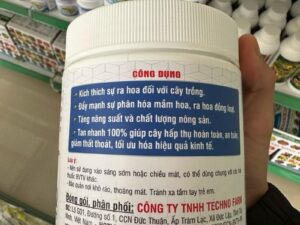 CÔNG DỤNG
• Kích thích sự ra hoa đối với cây trồng.
• Đẩy mạnh sự phân hóa mầm hoa, ra hoa đồng loạt.
• Tăng năng suất và chất lượng nông sản.
• Tan nhanh 100% giúp cây hấp thụ hoàn toàn, an toàn,
giảm thất thoát, tối ưu hóa hiệu quả kinh tế.
Lưu ý:
- Nên sử dụng vào sáng sớm hoặc chiều mát, có thể dùng chung với các loại
thuốc BVTV khác.
- Bảo quản nơi khô ráo, thoáng mát. Tránh xa tầm tay trẻ em.
Đóng gói, phân phối: CÔNG TY TNHH TECHNO FARM
ĐC: Lô G01, Đường số 1, CCN Đức Thuận, Ấp Tràm Lạc, Xã Đức Lập